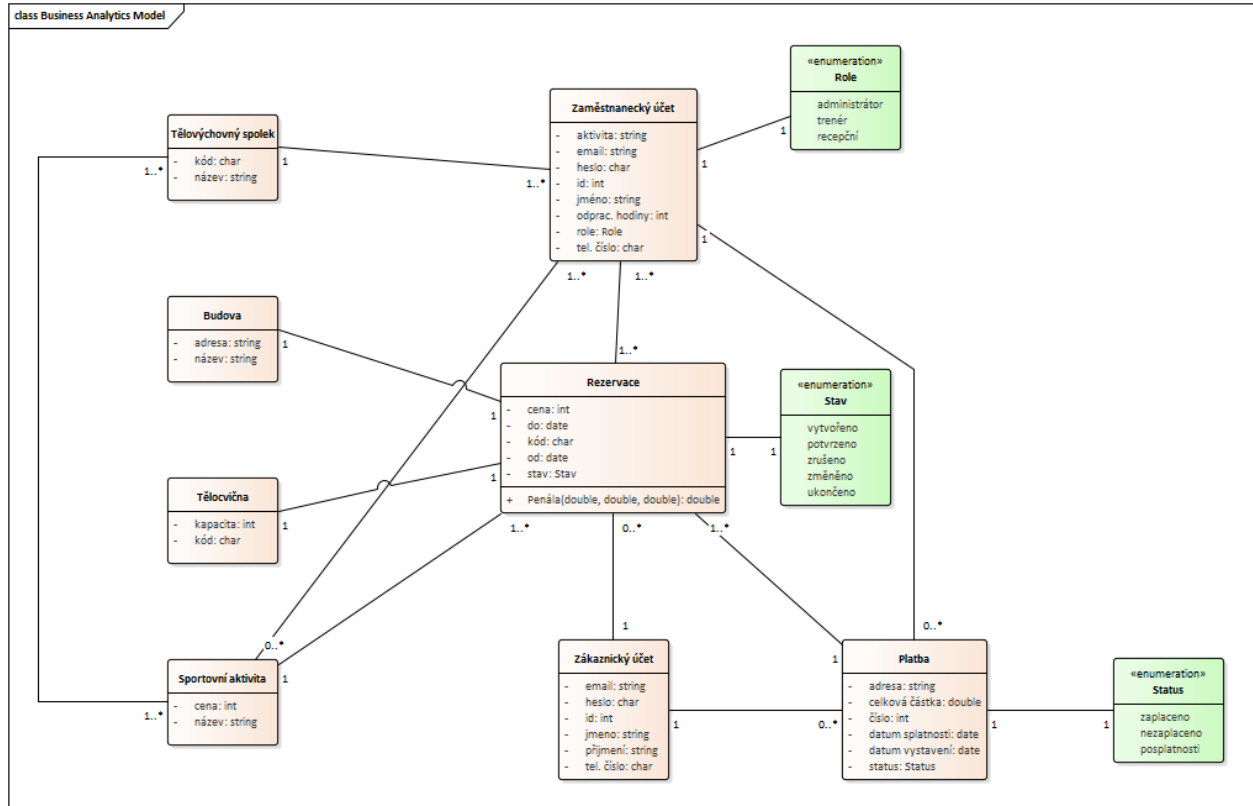 class Business Analytics Model
«enumeration»
Role
administrátor
trenér
recepční
Zaměstnanecký účet
- aktivita: string
- email: string
- heslo: char
- id: int
- jméno: string
- odprac. hodiny: int
- role: Role
- tel. číslo: char
Tělovýchovný spolek
- kód: char
- název: string
1..*
1
1..*
1
1
1
1..*
1..*
Budova
- adresa: string
- název: string
1
1..*
Rezervace
- cena: int
- do: date
- kód: char
- od: date
- stav: Stav
+ Penála(double, double, double): double
1
1
«enumeration»
Stav
vytvořeno
potvrzeno
zrušeno
změněno
ukončeno
1
1
Tělocvična
- kapacita: int
- kód: char
1
1..*
0..*
1..*
0..*
1
0..*
1
Sportovní aktivita
- cena: int
- název: string
1
1..*
Zákaznický účet
- email: string
- heslo: char
- id: int
- jmeno: string
- příjmení: string
- tel. číslo: char
1
0..*
Platba
- adresa: string
- celková částka: double
- číslo: int
- datum splatnosti: date
- datum vystavení: date
- status: Status
1
1
«enumeration»
Status
zaplaceno
nezaplaceno
posplatnosti